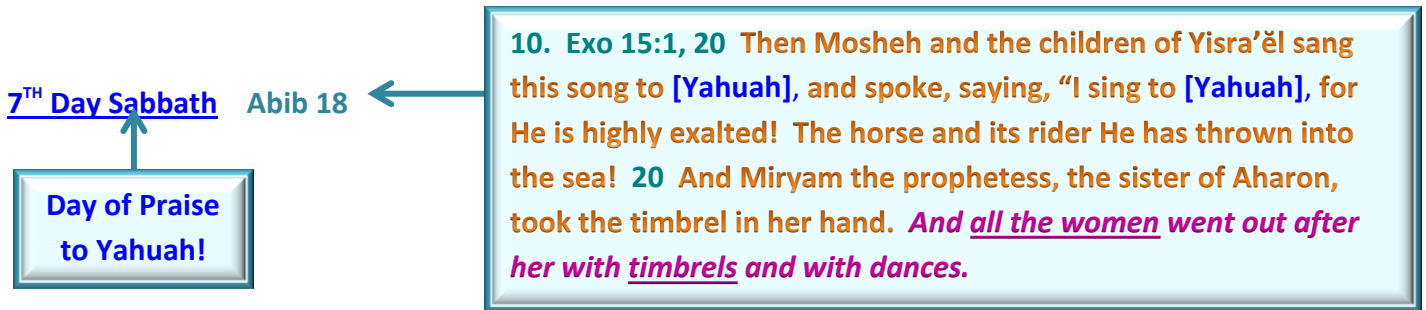 7TH Day Sabbath Abib 18
Day of Praise
to Yahuah!
10. Exo 15:1, 20 Then Mosheh and the children of Yisra’ĕl sang
this song to [Yahuah], and spoke, saying, “I sing to [Yahuah], for
He is highly exalted! The horse and its rider He has thrown into
the sea! 20 And Miryam the prophetess, the sister of Aharon,
took the timbrel in her hand. And all the women went out after
her with timbrels and with dances.